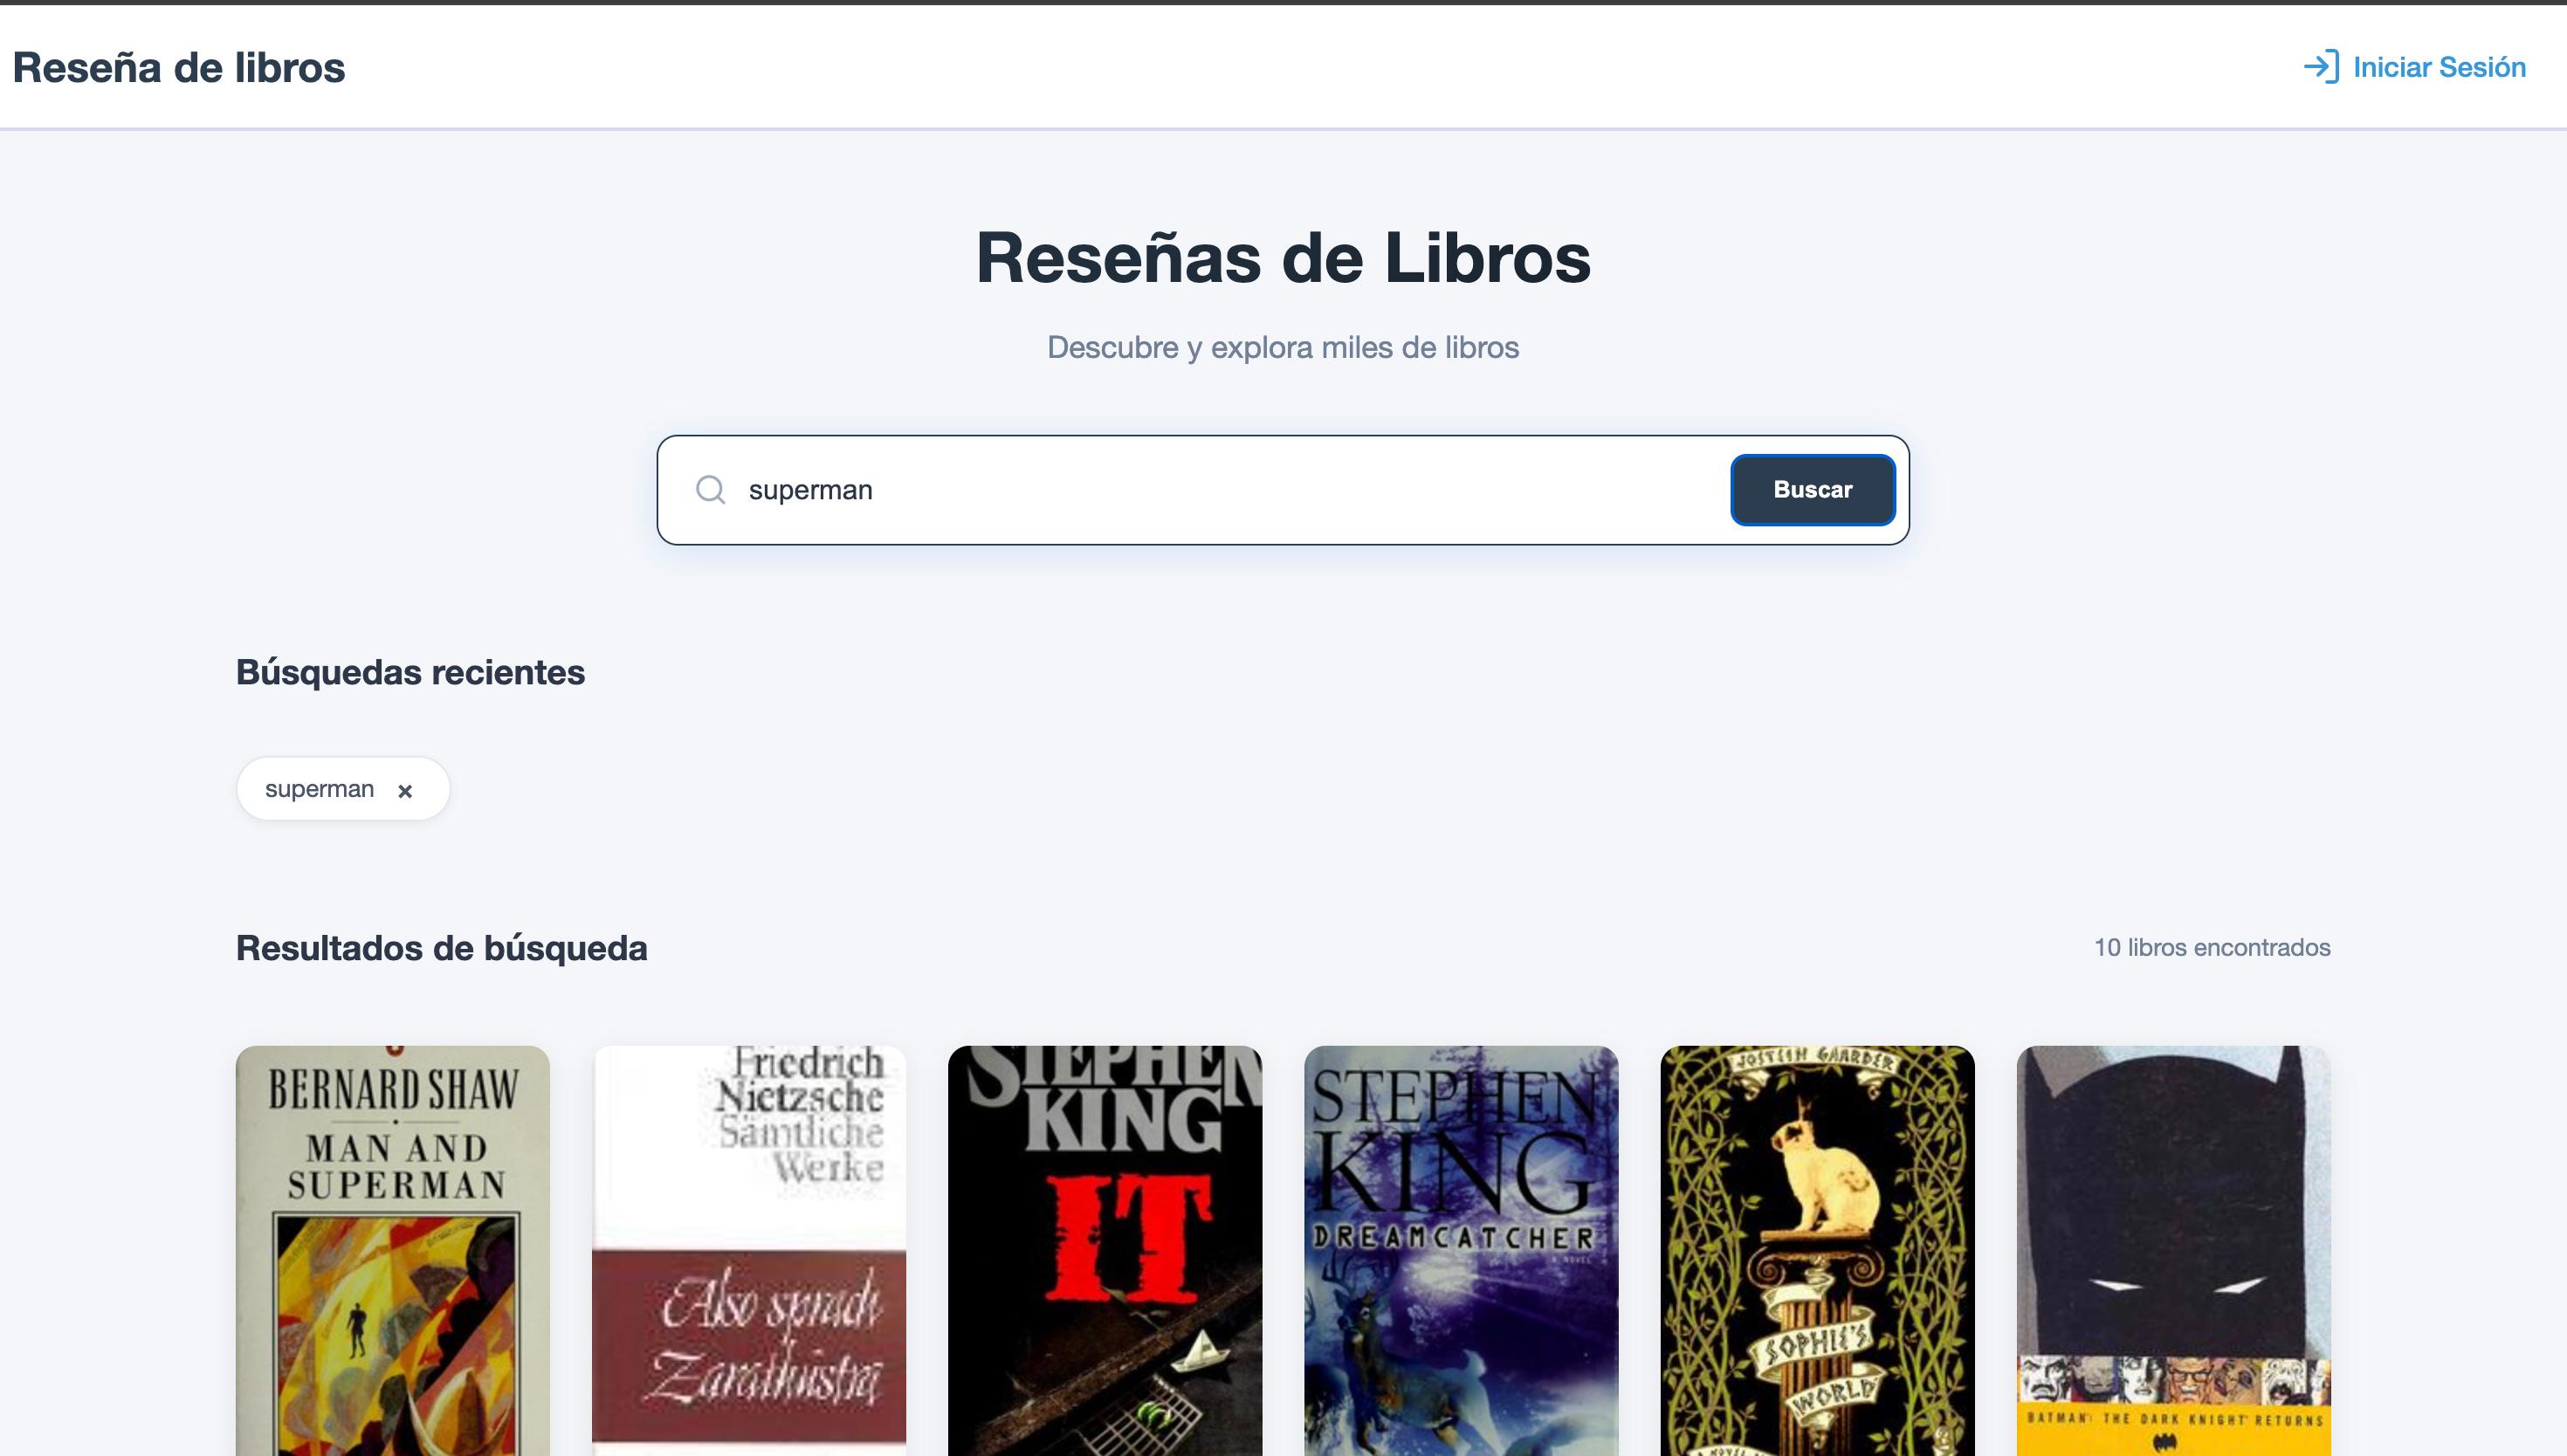 Reseña de libros
Iniciar Sesión
Reseñas de Libros
Descubre y explora miles de libros
superman
Buscar
Búsquedas recientes
superman ×
Resultados de búsqueda
10 libros encontrados
BERNARD SHAW
MAN AND
SUPERMAN
Friedrich
Nietzsche
Sämtliche
Werke
Also sprach
Zarathustra
STEPHEN
KING
IT
STEPHEN
KING
DREAMCATCHER
A NOVEL
JOSTEIN GAARDER
SOPHIE'S
WORLD
BATMAN: THE DARK KNIGHT RETURNS